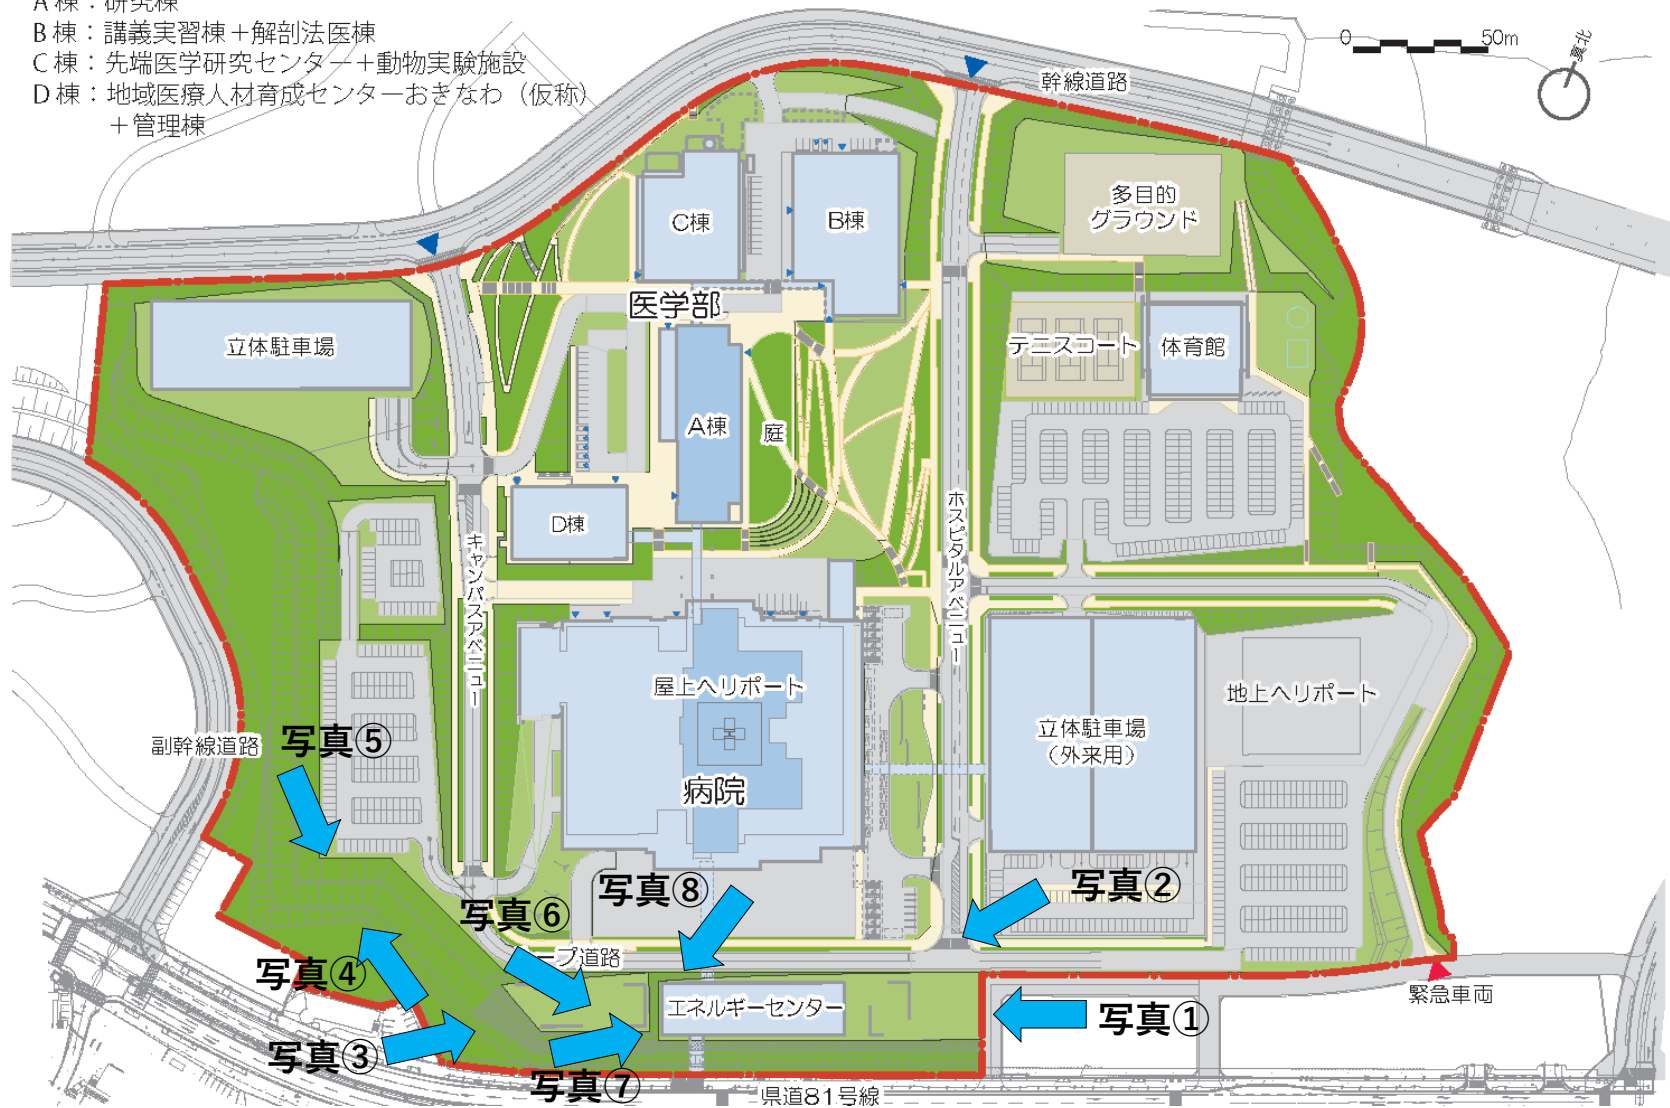 A棟：研究棟
B棟：講義実習棟＋解剖法医棟
C棟：先端医学研究センター＋動物実験施設
D棟：地域医療人材育成センターおきなわ（仮称）
＋管理棟
0 50m
真北
幹線道路
多目的
グラウンド
C棟
B棟
医学部
立体駐車場
テニスコート
体育館
A棟
庭
D棟
キャンパスアベニュー
ホスピタルアベニュー
屋上ヘリポート
地上ヘリポート
副幹線道路
写真⑤
立体駐車場
（外来用）
病院
写真⑧
写真②
写真⑥
ープ道路
写真④
緊急車両
エネルギーセンター
写真①
写真③
写真⑦
県道81号線